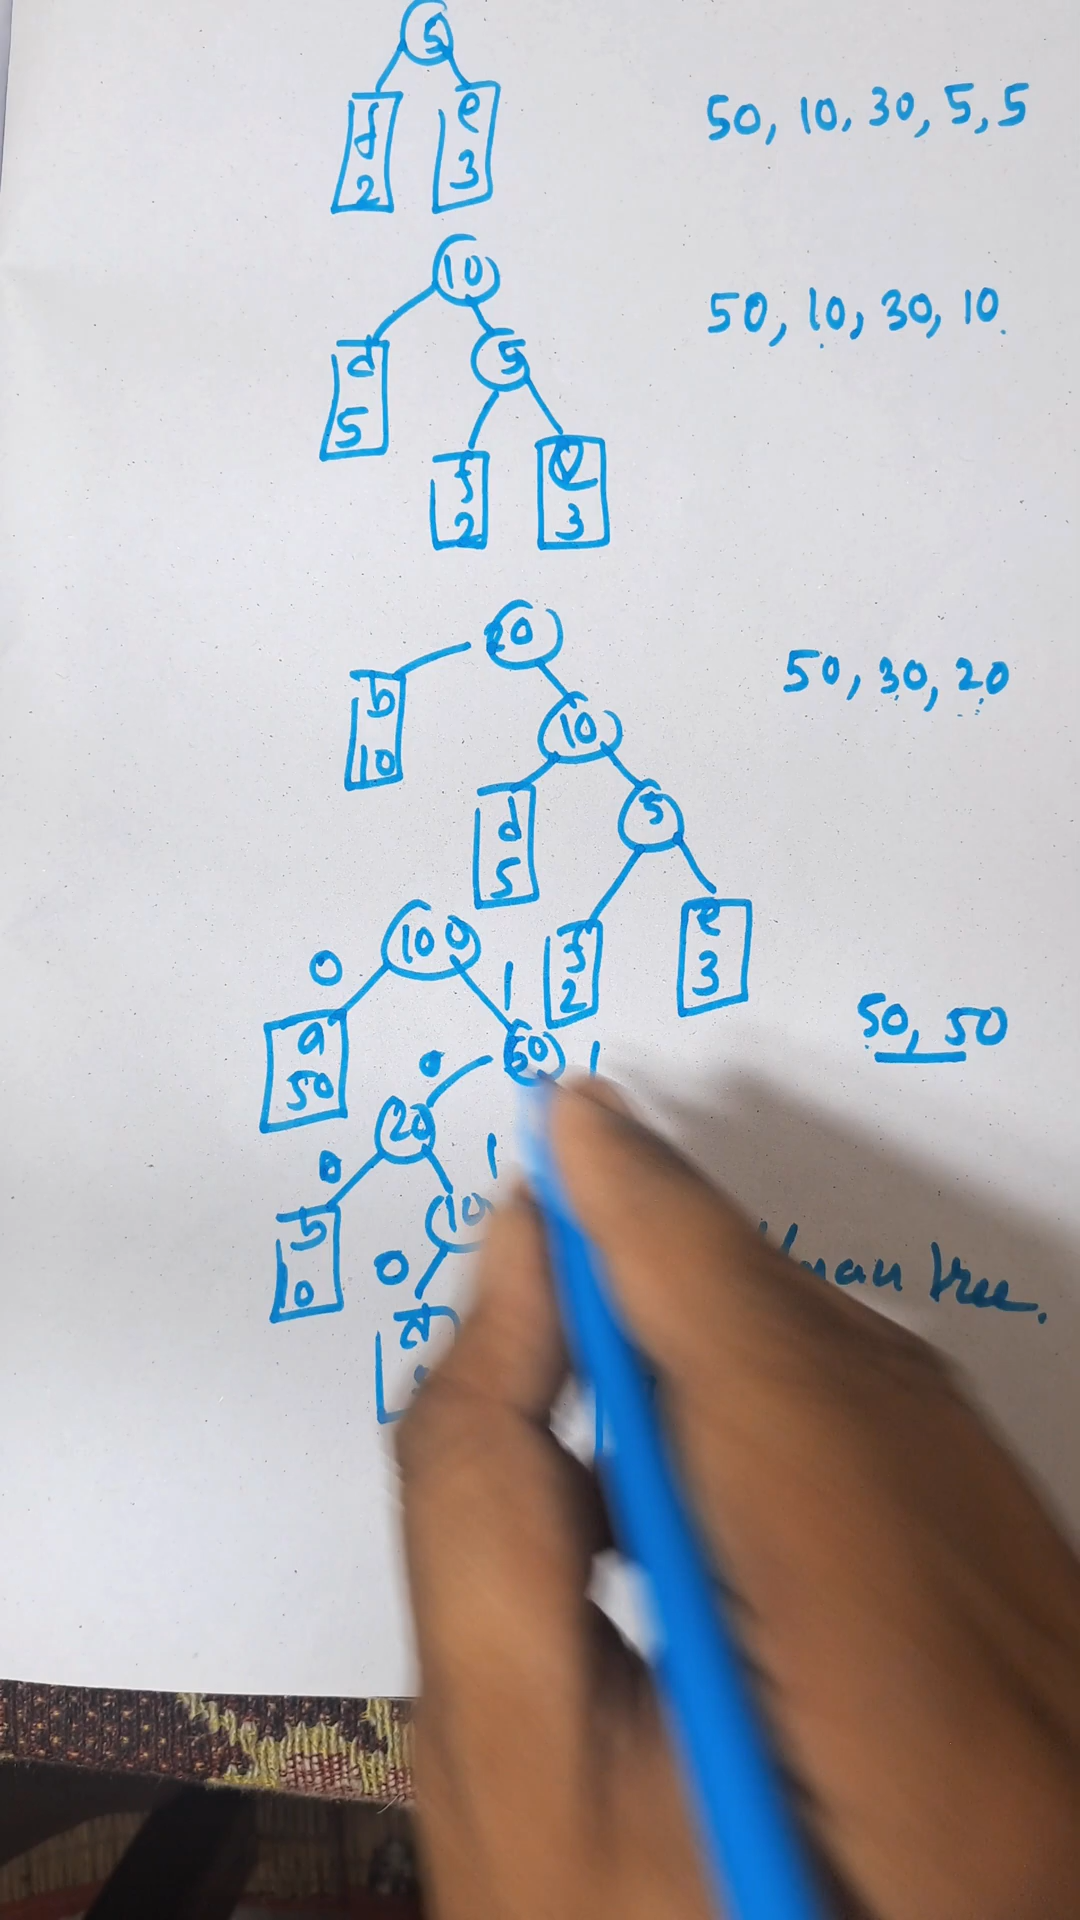 5
f e
2 3
50, 10, 30, 5, 5
10
d 5
5
f e
2 3
50, 10, 30, 10
20
b 10
10 d 5
5
f e
2 3
50, 30, 20
100
0 1
a 50
50
50, 50
0 1
20
0 1
b 10
0
d
tree.